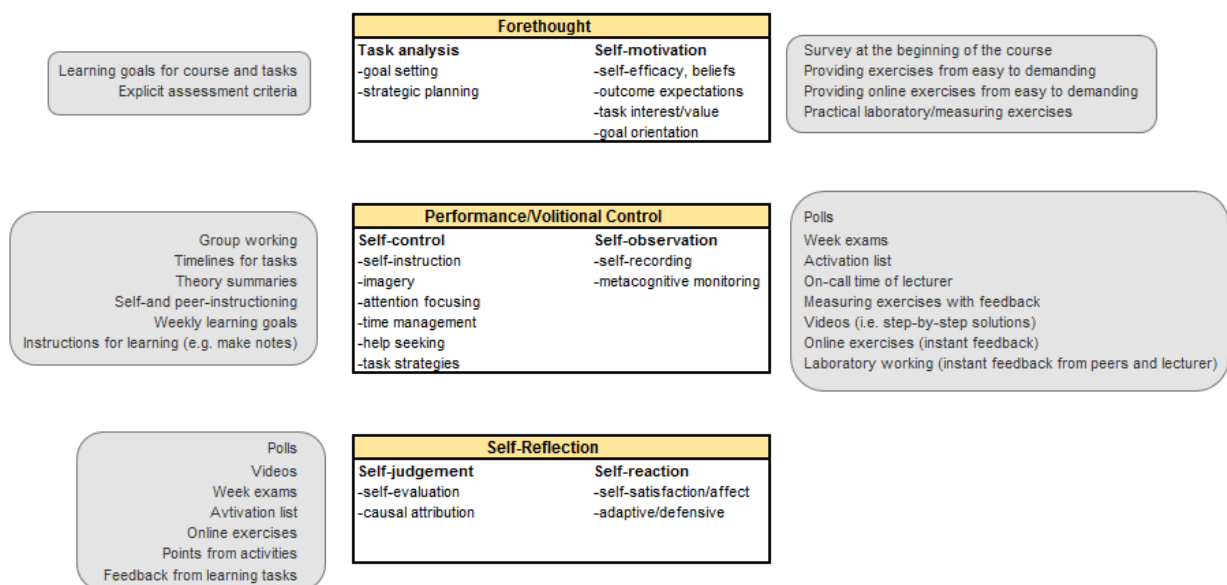 Forethought
Learning goals for course and tasks
Explicit assessment criteria
Task analysis
-goal setting
-strategic planning
Self-motivation
-self-efficacy, beliefs
-outcome expectations
-task interest/value
-goal orientation
Survey at the beginning of the course
Providing exercises from easy to demanding
Providing online exercises from easy to demanding
Practical laboratory/measuring exercises
Performance/Volitional Control
Group working
Timelines for tasks
Theory summaries
Self-and peer-instructioning
Weekly learning goals
Instructions for learning (e.g. make notes)
Self-control
-self-instruction
-imagery
-attention focusing
-time management
-help seeking
-task strategies
Self-observation
-self-recording
-metacognitive monitoring
Polls
Week exams
Activation list
On-call time of lecturer
Measuring exercises with feedback
Videos (i.e. step-by-step solutions)
Online exercises (instant feedback)
Laboratory working (instant feedback from peers and lecturer)
Self-Reflection
Polls
Videos
Week exams
Avtivation list
Online exercises
Points from activities
Feedback from learning tasks
Self-judgement
-self-evaluation
-causal attribution
Self-reaction
-self-satisfaction/affect
-adaptive/defensive